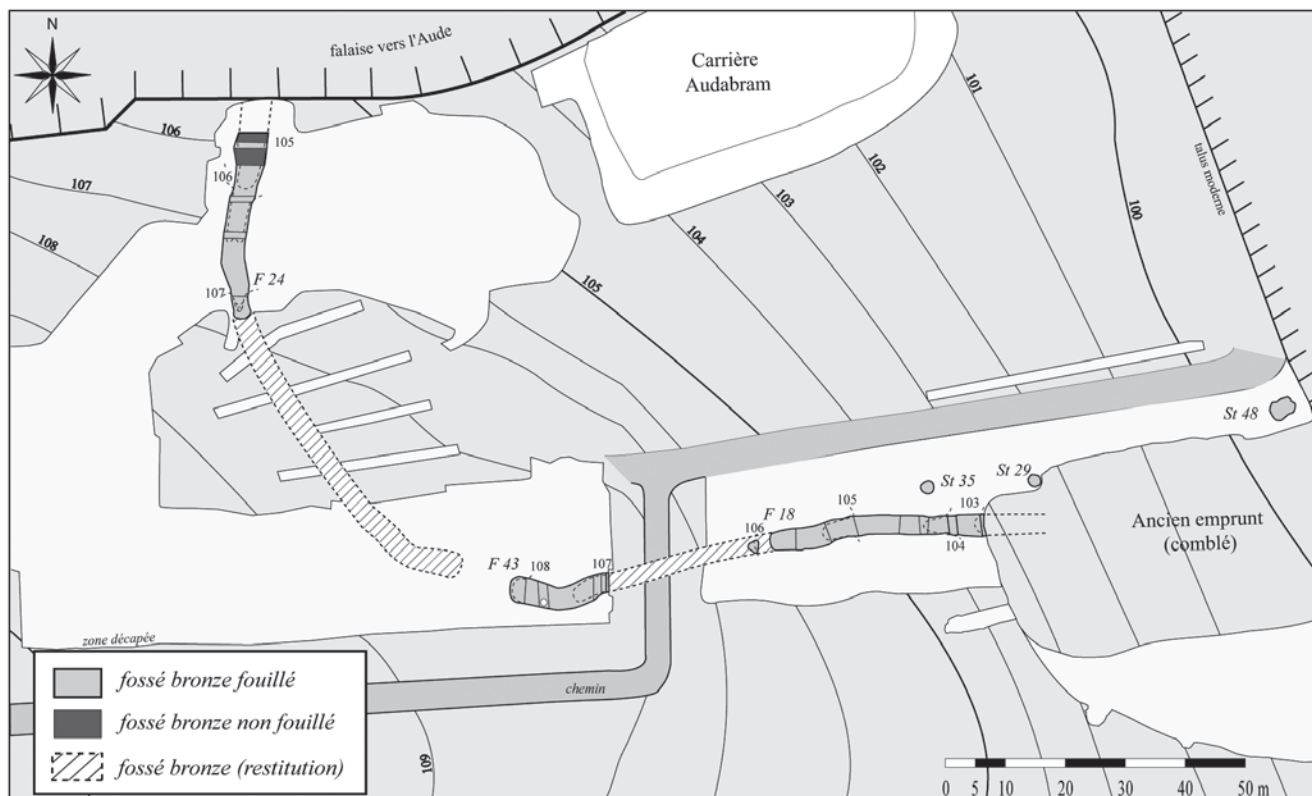 N
falaise vers l'Aude
Carrière
Audabram
101
102
103
104
105
100
talus moderne
106
107
108
105
106
107
F 24
St 48
St 35
St 29
105
103
F 18
106
104
Ancien emprunt
(comblé)
F 43
108
107
zone décapée
chemin
109
fossé bronze fouillé
fossé bronze non fouillé
fossé bronze (restitution)
0 5 10 20 30 40 50 m